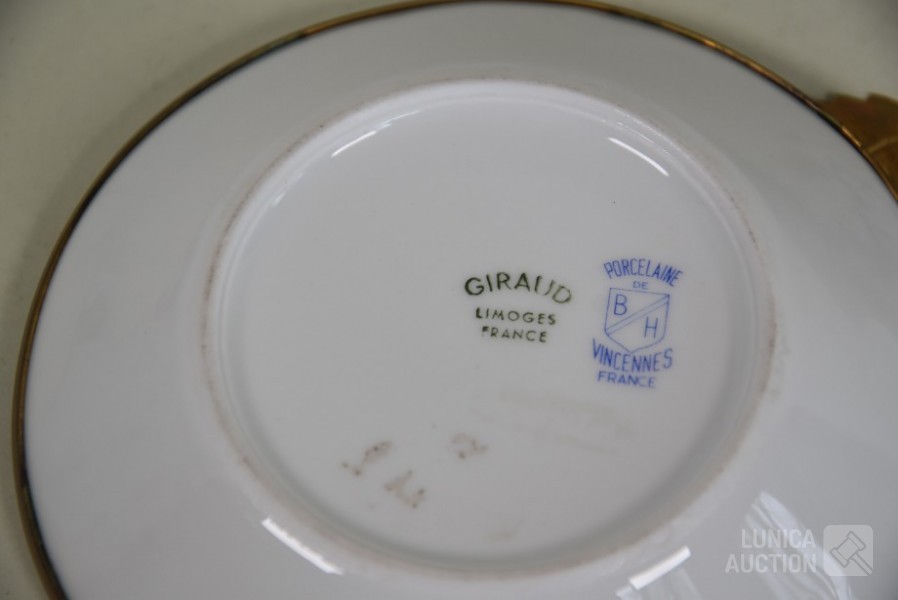 GIRAUD
LIMOGES
FRANCE
PORCELAINE
DE
B
H
VINCENNES
FRANCE
LUNICA
AUCTION